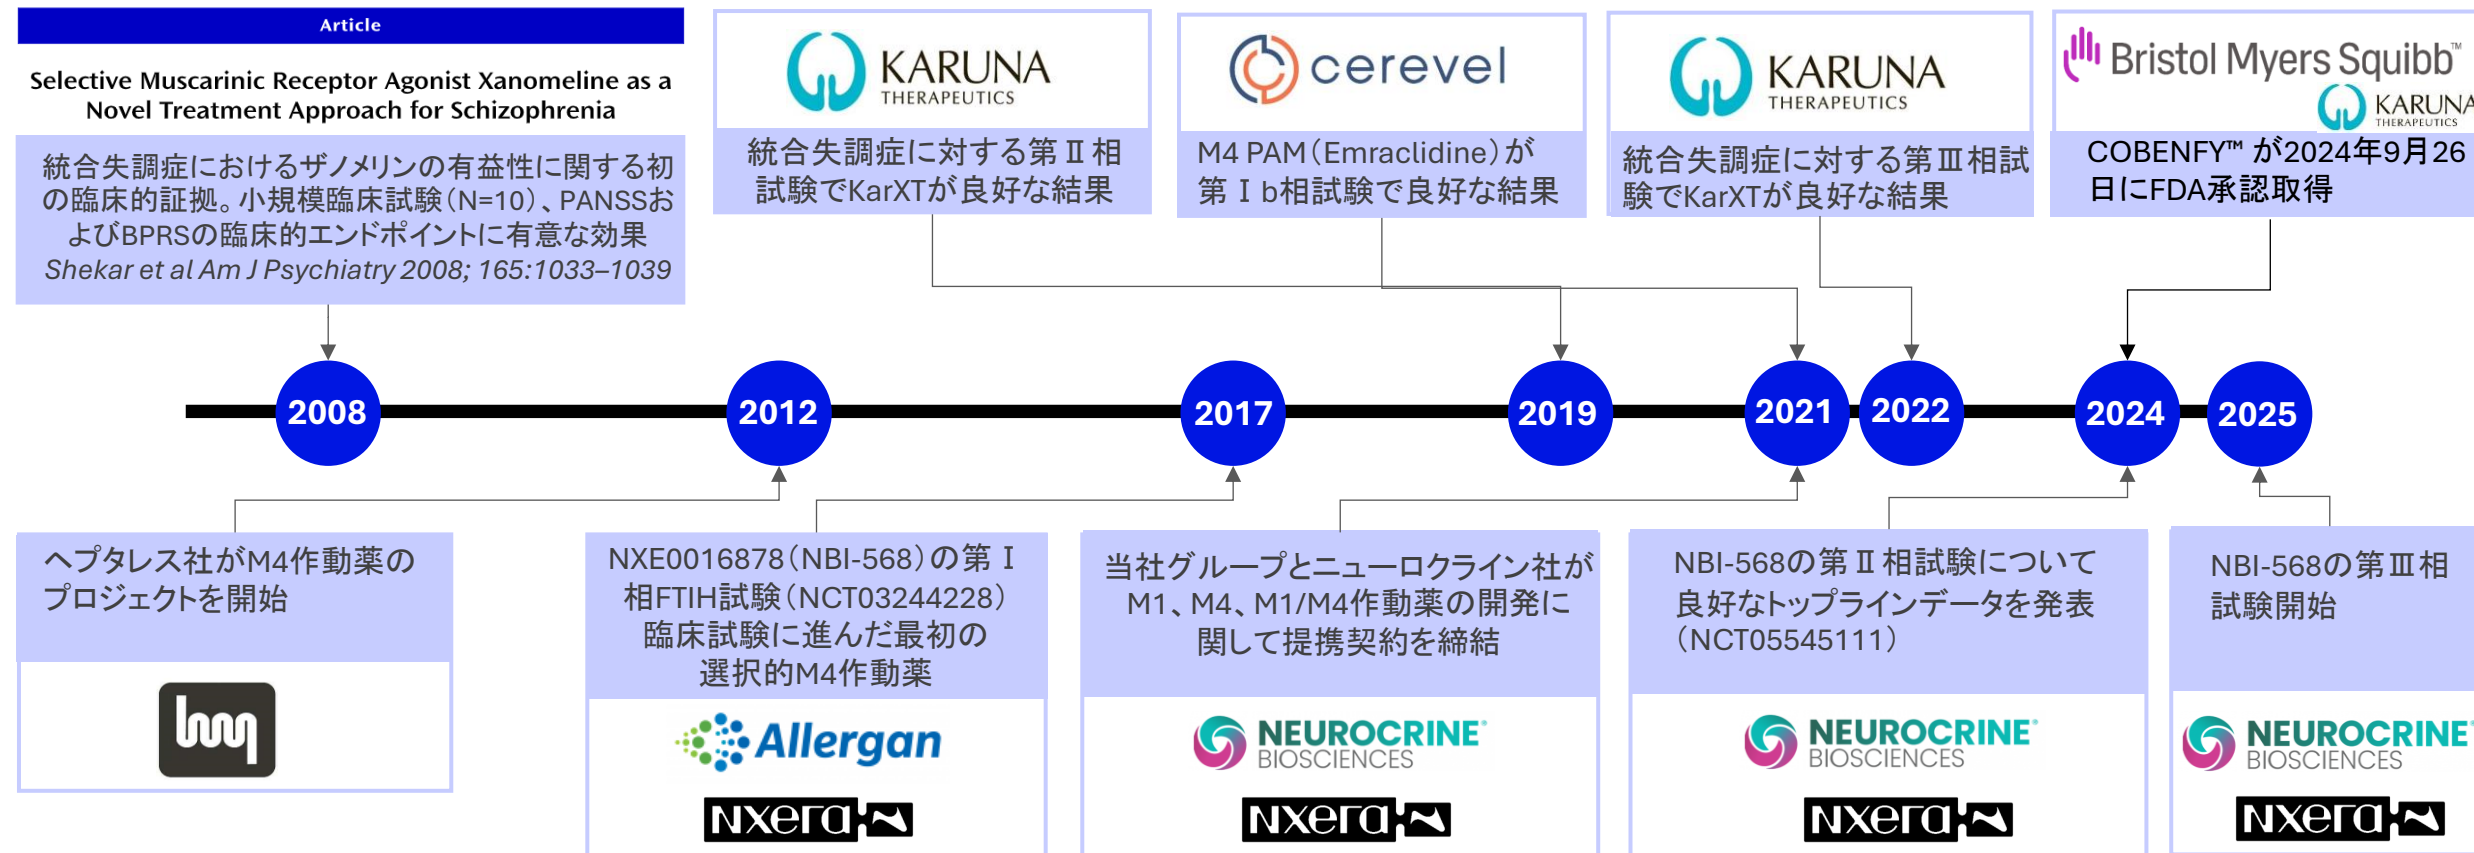 Article
Selective Muscarinic Receptor Agonist Xanomeline as a
Novel Treatment Approach for Schizophrenia
統合失調症におけるザノメリンの有益性に関する初
の臨床的証拠。小規模臨床試験（N=10）、PANSSお
よびBPRSの臨床的エンドポイントに有意な効果
Shekar et al Am J Psychiatry 2008; 165:1033–1039
KARUNA
THERAPEUTICS
統合失調症に対する第Ⅱ相
試験でKarXTが良好な結果
cerevel
M4 PAM（Emraclidine）が
第Ⅰb相試験で良好な結果
KARUNA
THERAPEUTICS
統合失調症に対する第Ⅲ相試
験でKarXTが良好な結果
Bristol Myers Squibb™
KARUNA
THERAPEUTICS
COBENFY™ が2024年9月26
日にFDA承認取得
2008
2012
2017
2019
2021
2022
2024
2025
ヘプタレス社がM4作動薬の
プロジェクトを開始
NXE0016878（NBI-568）の第Ⅰ
相FTIH試験（NCT03244228）
臨床試験に進んだ最初の
選択的M4作動薬
Allergan
NXera
当社グループとニューロクライン社が
M1、M4、M1/M4作動薬の開発に
関して提携契約を締結
NEUROCRINE®
BIOSCIENCES
NXera
NBI-568の第Ⅱ相試験について
良好なトップラインデータを発表
（NCT05545111）
NEUROCRINE®
BIOSCIENCES
NXera
NBI-568の第Ⅲ相
試験開始
NEUROCRINE®
BIOSCIENCES
NXera